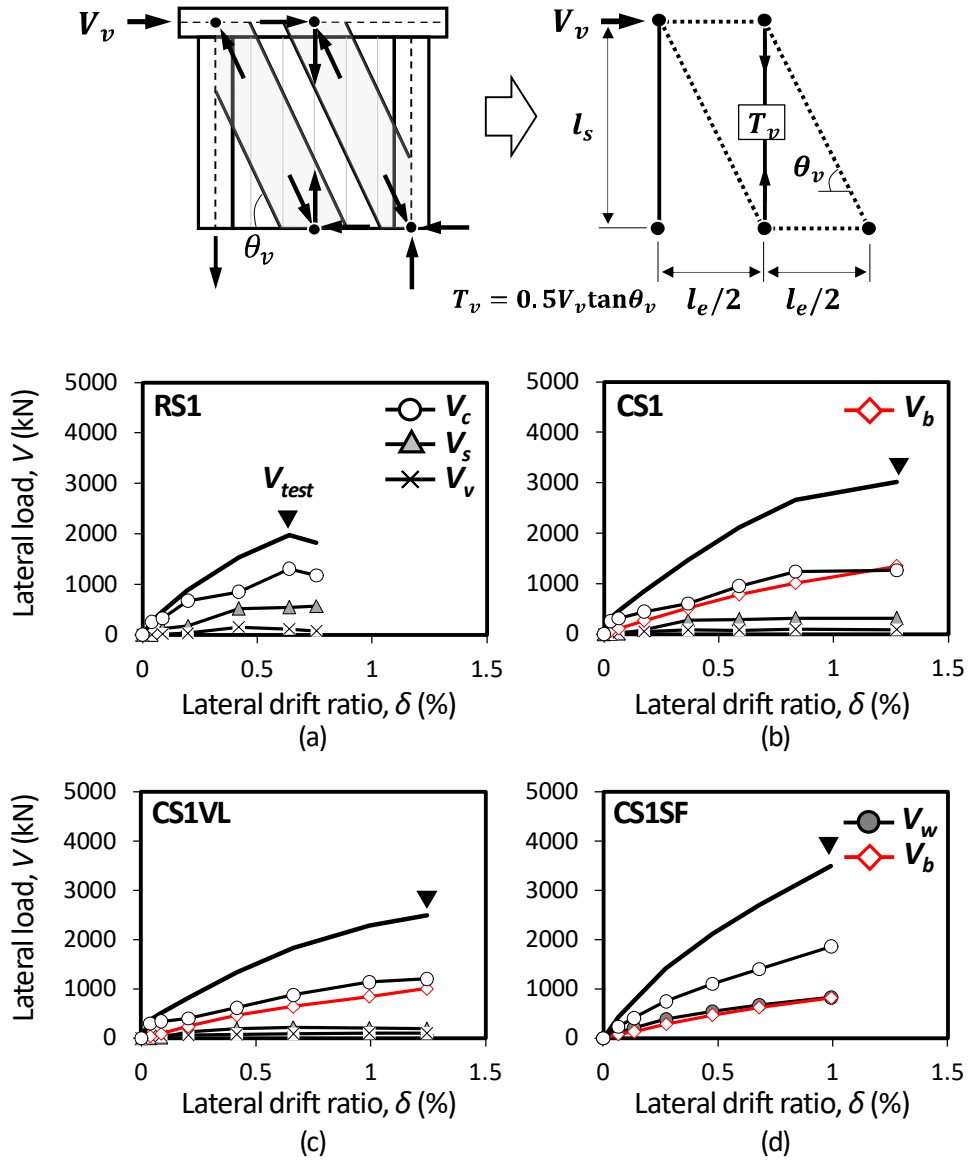 V_v
V_v
l_s
T_v
θ_v
θ_v
T_v = 0.5V_v tanθ_v
l_e/2
l_e/2
Lateral load, V (kN)
5000
4000
3000
2000
1000
0
RS1
V_c
V_s
V_v
V_test
0
0.5
1
1.5
Lateral drift ratio, δ (%)
(a)
5000
4000
3000
2000
1000
0
CS1
V_b
0
0.5
1
1.5
Lateral drift ratio, δ (%)
(b)
Lateral load, V (kN)
5000
4000
3000
2000
1000
0
CS1VL
0
0.5
1
1.5
Lateral drift ratio, δ (%)
(c)
5000
4000
3000
2000
1000
0
CS1SF
V_w
V_b
0
0.5
1
1.5
Lateral drift ratio, δ (%)
(d)